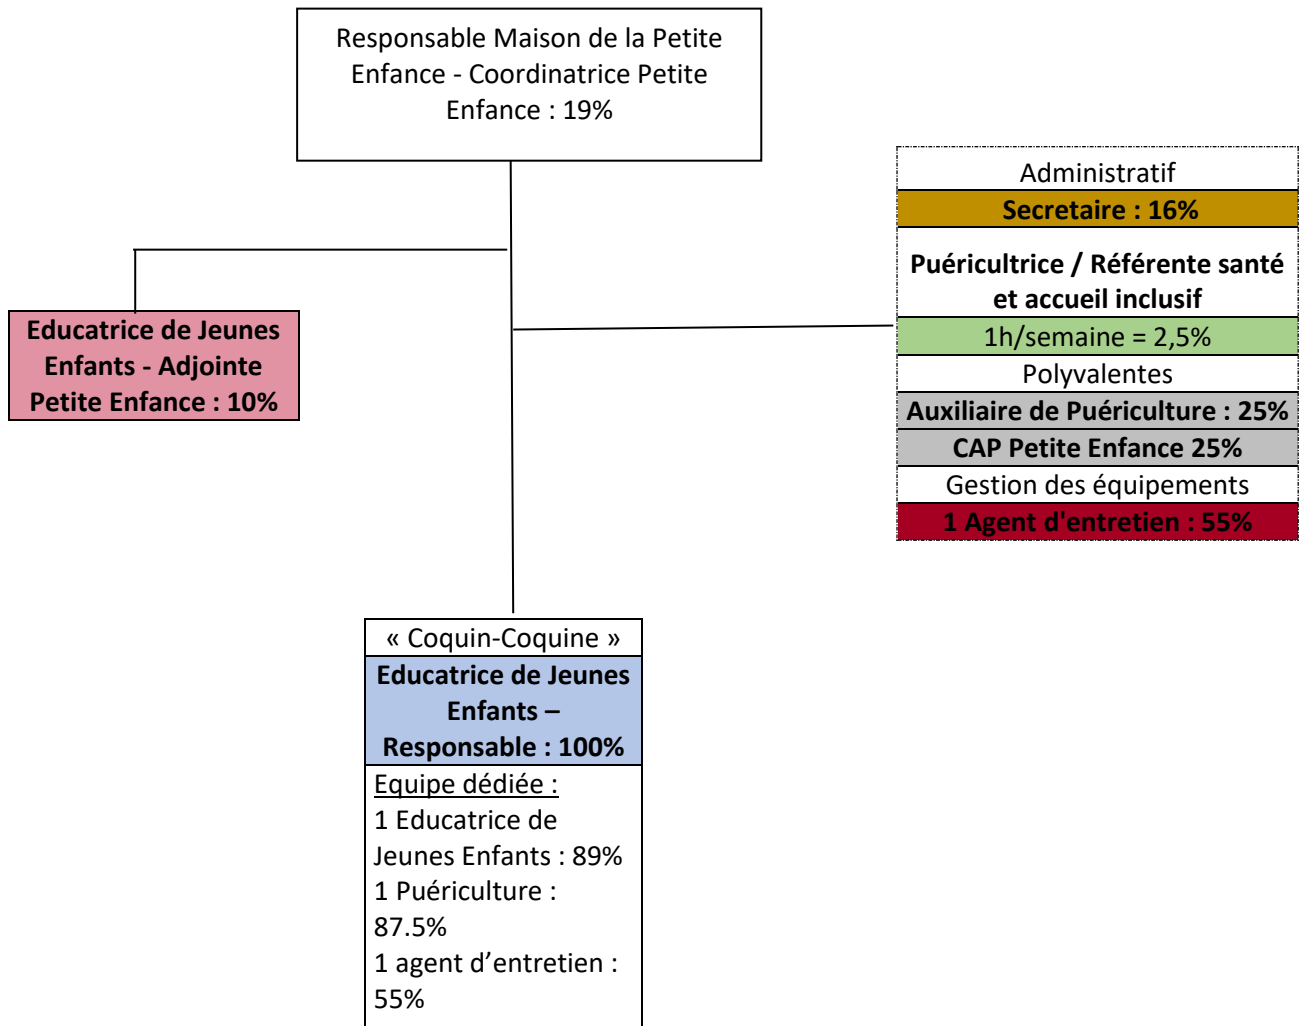 Responsable Maison de la Petite
Enfance - Coordinatrice Petite
Enfance : 19%
Administratif
Secretaire : 16%
Puéricultrice / Référente santé
et accueil inclusif
1h/semaine = 2,5%
Polyvalentes
Auxiliaire de Puériculture : 25%
CAP Petite Enfance 25%
Gestion des équipements
1 Agent d'entretien : 55%
Educatrice de Jeunes
Enfants - Adjointe
Petite Enfance : 10%
« Coquin-Coquine »
Educatrice de Jeunes
Enfants –
Responsable : 100%
Equipe dédiée :
1 Educatrice de
Jeunes Enfants : 89%
1 Puériculture :
87.5%
1 agent d’entretien :
55%